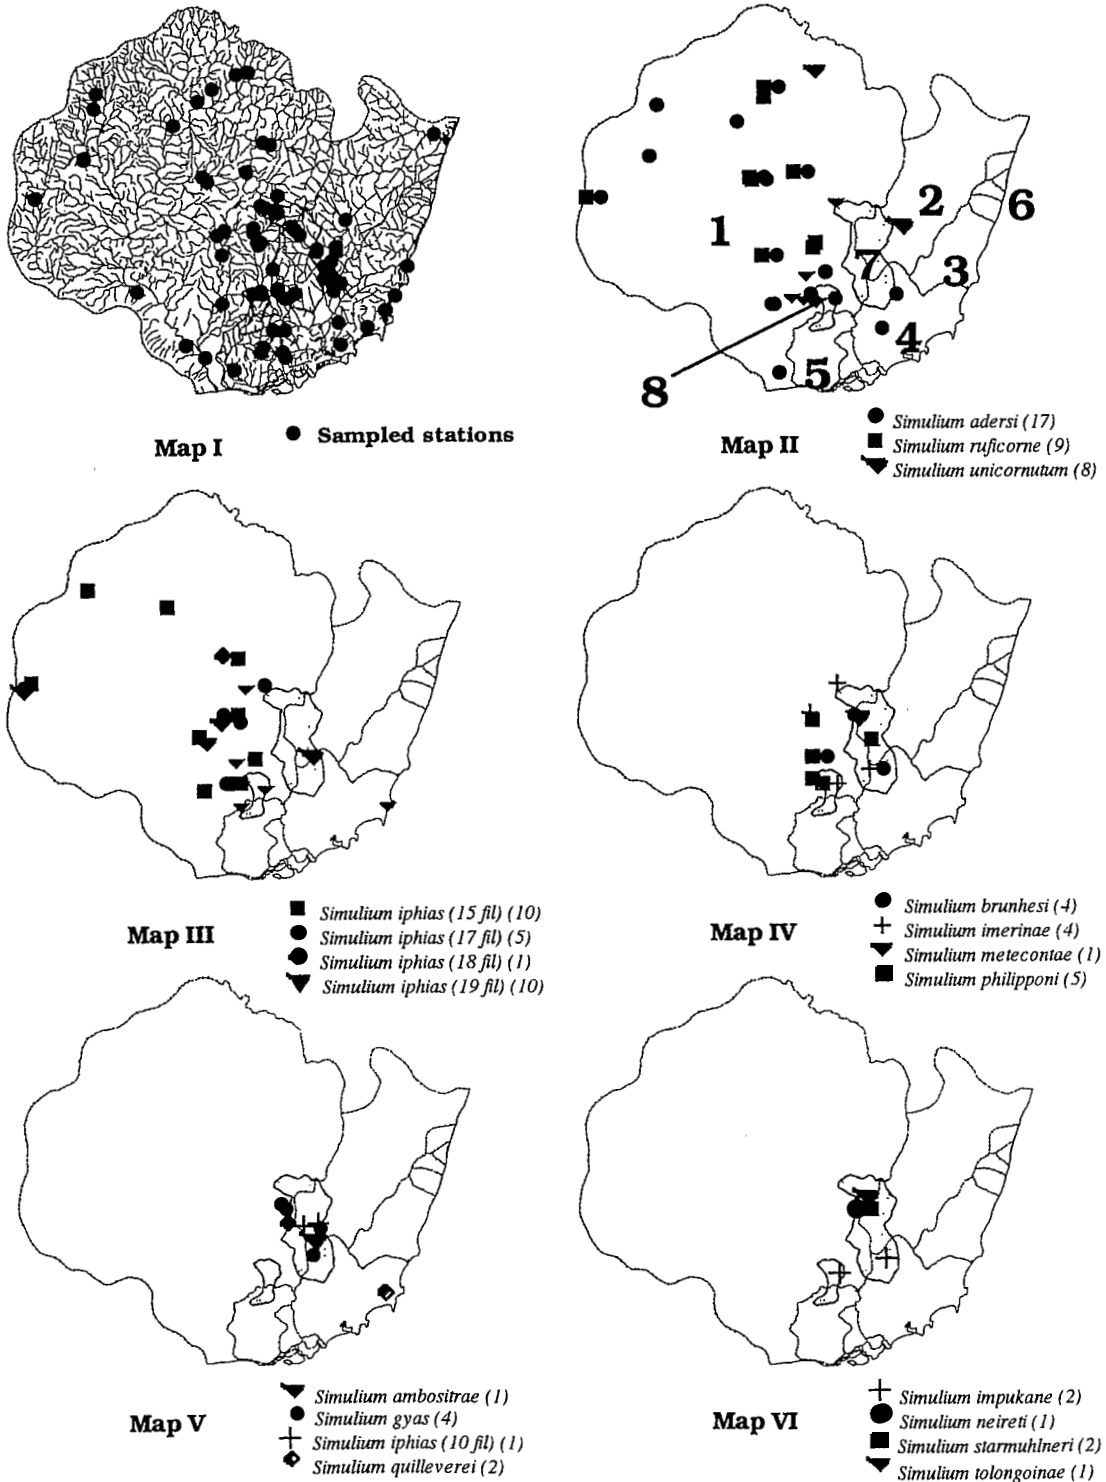 Map I
Sampled stations
1
2
3
4
5
6
7
8
Map II
Simulium adersi (17)
Simulium ruficorne (9)
Simulium unicornutum (8)
Map III
Simulium iphias (15 fil) (10)
Simulium iphias (17 fil) (5)
Simulium iphias (18 fil) (1)
Simulium iphias (19 fil) (10)
Map IV
Simulium brunhesi (4)
Simulium imerinae (4)
Simulium metecontae (1)
Simulium philipponi (5)
Map V
Simulium ambositrae (1)
Simulium gyas (4)
Simulium iphias (10 fil) (1)
Simulium quilleverei (2)
Map VI
Simulium impukane (2)
Simulium neireti (1)
Simulium starmuhlneri (2)
Simulium tolongoinae (1)